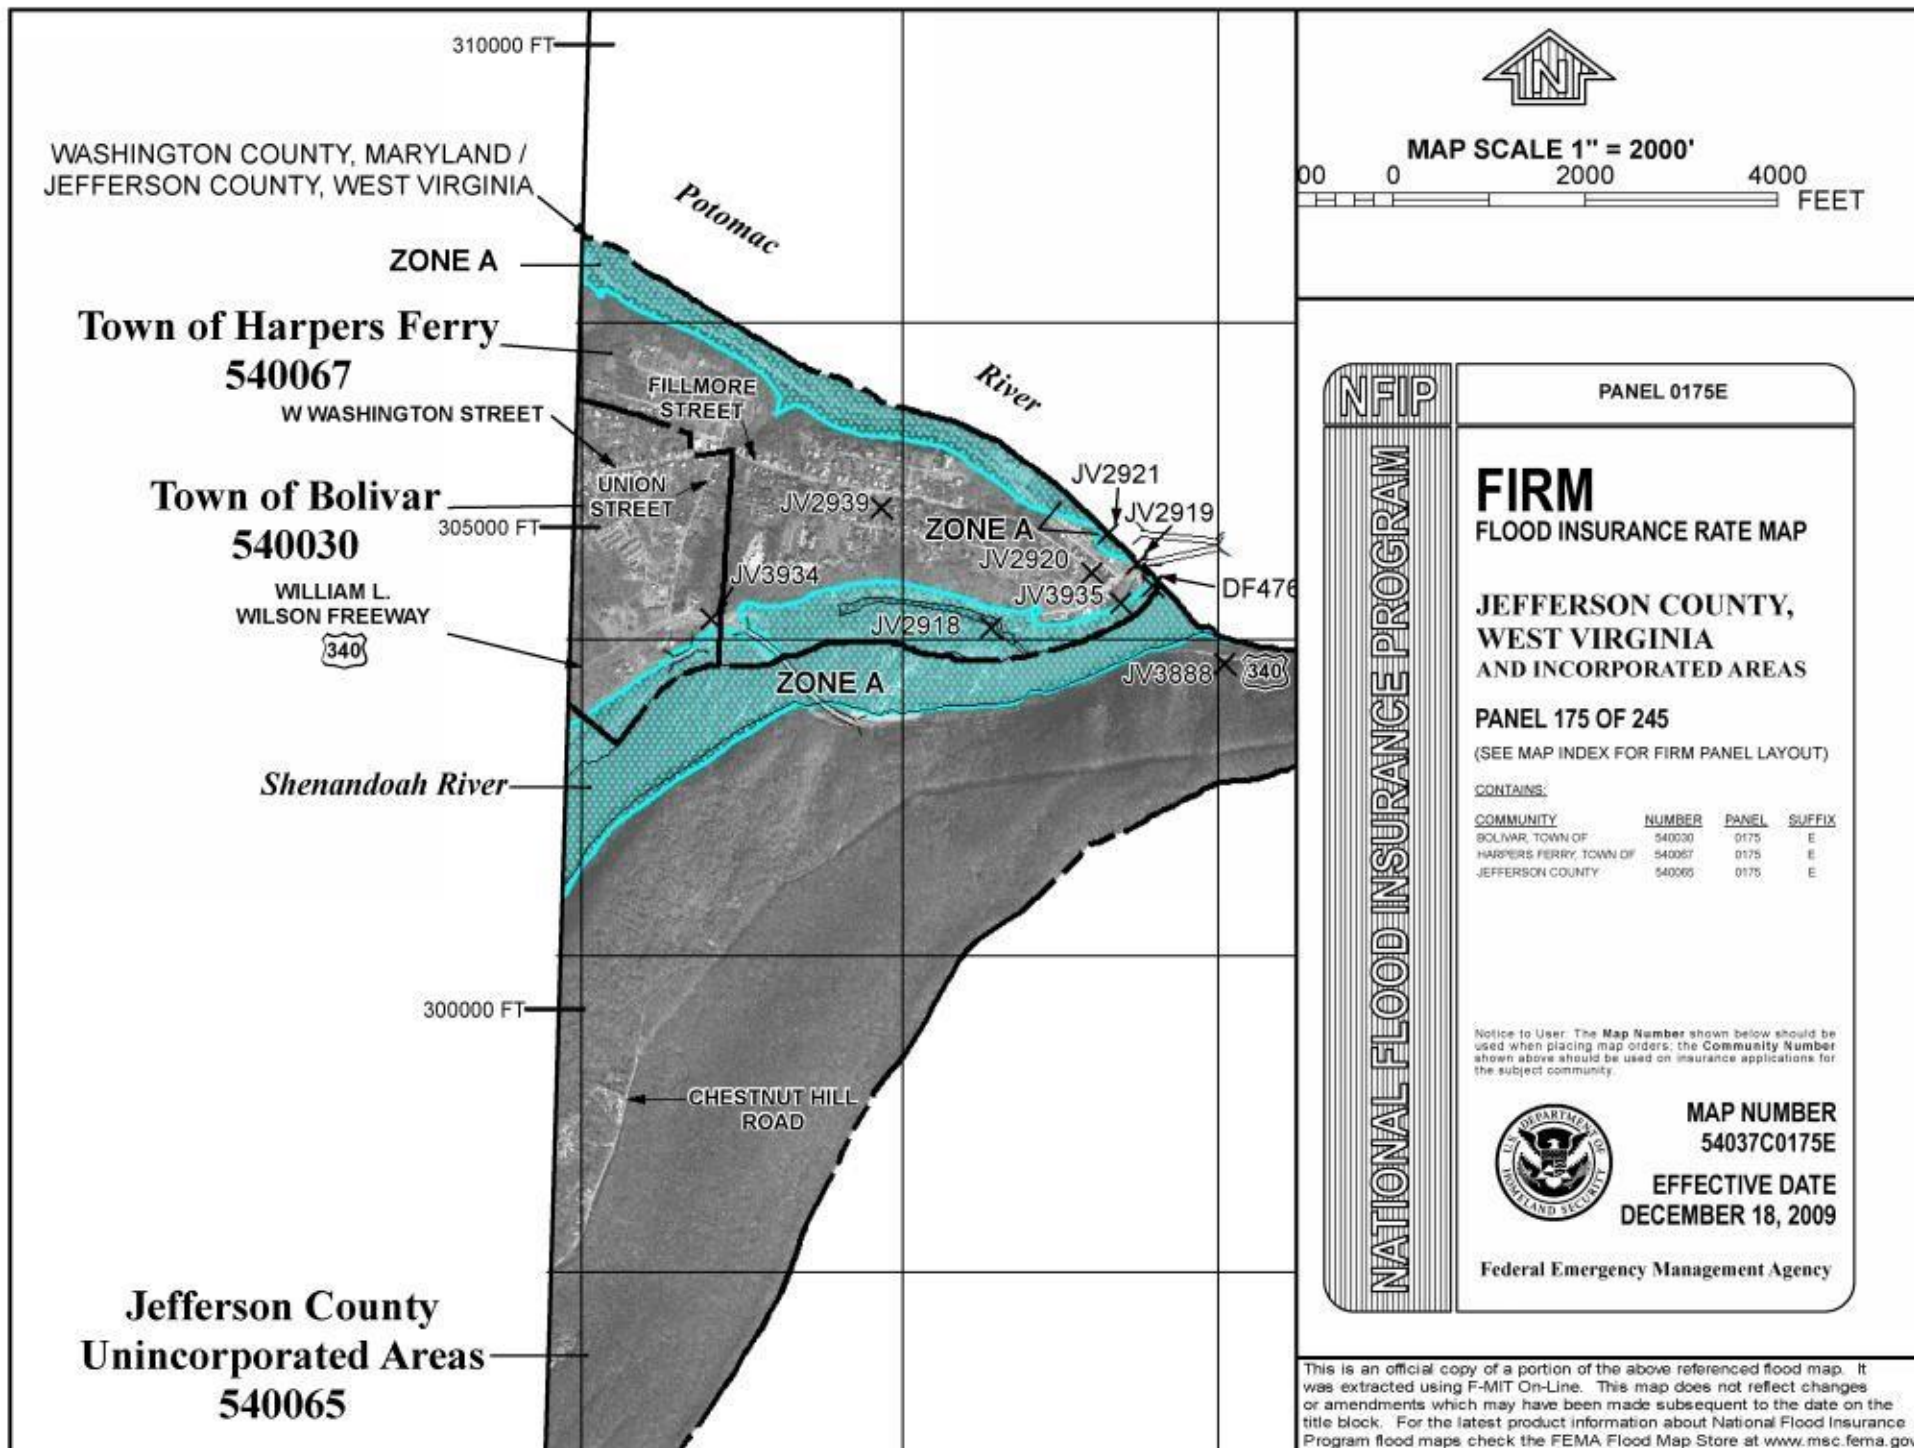 310000 FT
WASHINGTON COUNTY, MARYLAND /
JEFFERSON COUNTY, WEST VIRGINIA
Potomac
ZONE A
Town of Harpers Ferry
540067
River
FILLMORE
STREET
W WASHINGTON STREET
UNION
STREET
Town of Bolivar
540030
305000 FT
JV2939
JV2921
JV2919
ZONE A
JV2920
JV3934
JV3935
DF476
WILLIAM L.
WILSON FREEWAY
340
JV2918
ZONE A
JV3888
340
Shenandoah River
300000 FT
CHESTNUT HILL
ROAD
Jefferson County
Unincorporated Areas
540065
N
MAP SCALE 1" = 2000'
00 0 2000 4000
FEET
NFIP
PANEL 0175E
NATIONAL FLOOD INSURANCE PROGRAM
FIRM
FLOOD INSURANCE RATE MAP
JEFFERSON COUNTY,
WEST VIRGINIA
AND INCORPORATED AREAS
PANEL 175 OF 245
(SEE MAP INDEX FOR FIRM PANEL LAYOUT)
CONTAINS:
COMMUNITY NUMBER PANEL SUFFIX
BOLIVAR, TOWN OF 540030 0175 E
HARPERS FERRY, TOWN OF 540067 0175 E
JEFFERSON COUNTY 540065 0175 E
Notice to User: The Map Number shown below should be
used when placing map orders; the Community Number
shown above should be used on insurance applications for
the subject community.
U.S. DEPARTMENT OF
HOMELAND SECURITY
MAP NUMBER
54037C0175E
EFFECTIVE DATE
DECEMBER 18, 2009
Federal Emergency Management Agency
This is an official copy of a portion of the above referenced flood map. It
was extracted using F-MIT On-Line. This map does not reflect changes
or amendments which may have been made subsequent to the date on the
title block. For the latest product information about National Flood Insurance
Program flood maps check the FEMA Flood Map Store at www.msc.fema.gov